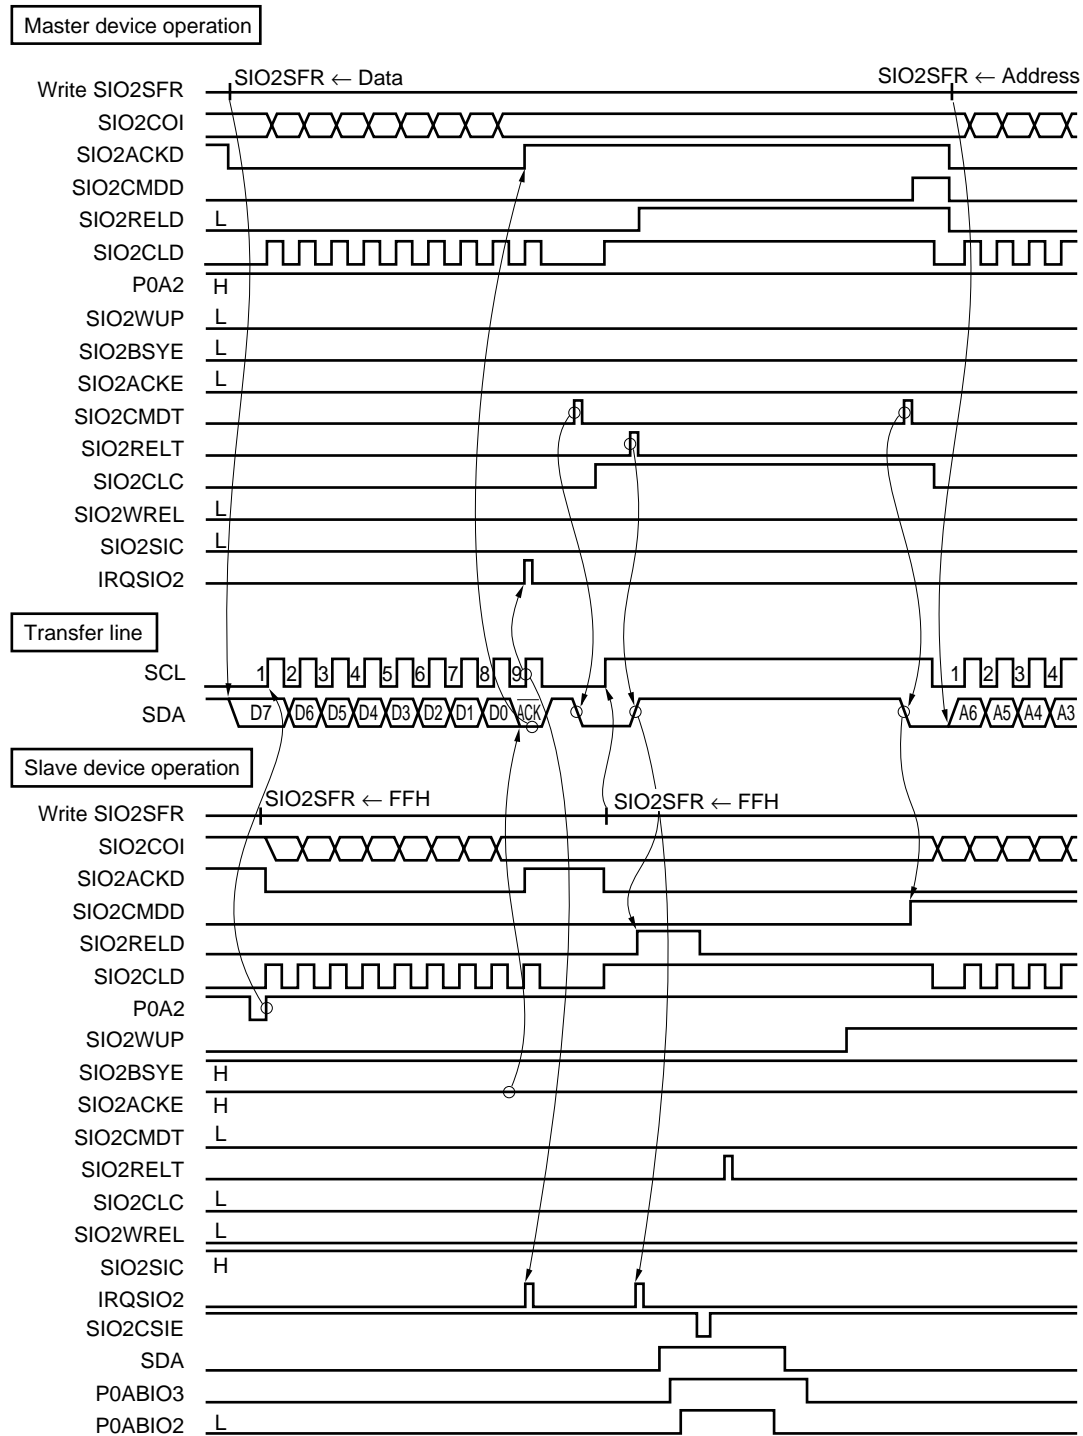 Master device operation
SIO2SFR ← Data
SIO2SFR ← Address
Write SIO2SFR
SIO2COI
SIO2ACKD
SIO2CMDD
SIO2RELD L
SIO2CLD
P0A2 H
SIO2WUP L
SIO2BSYE L
SIO2ACKE L
SIO2CMDT
SIO2RELT
SIO2CLC
SIO2WREL L
SIO2SIC L
IRQSIO2
Transfer line
SCL 1 2 3 4 5 6 7 8 9 1 2 3 4
SDA D7 D6 D5 D4 D3 D2 D1 D0 ACK A6 A5 A4 A3
Slave device operation
SIO2SFR ← FFH SIO2SFR ← FFH
Write SIO2SFR
SIO2COI
SIO2ACKD
SIO2CMDD
SIO2RELD
SIO2CLD
P0A2
SIO2WUP
SIO2BSYE H
SIO2ACKE H
SIO2CMDT L
SIO2RELT
SIO2CLC L
SIO2WREL L
SIO2SIC H
IRQSIO2
SIO2CSIE
SDA
P0ABIO3
P0ABIO2 L